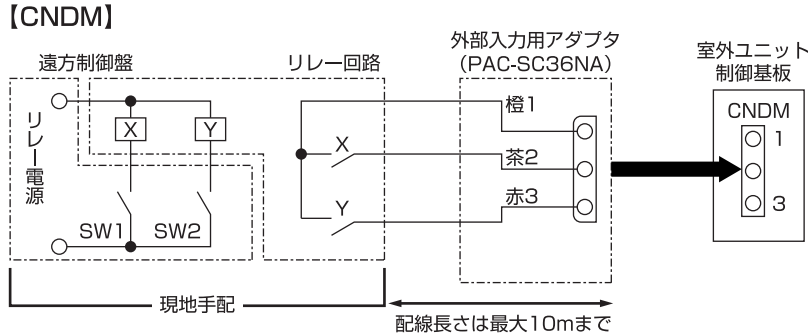 【CNDM】
遠方制御盤
リレー回路
外部入力用アダプタ
(PAC-SC36NA)
室外ユニット
制御基板
リレー電源
X
Y
SW1
SW2
X
Y
橙1
茶2
赤3
CNDM
1
3
現地手配
配線長さは最大10mまで